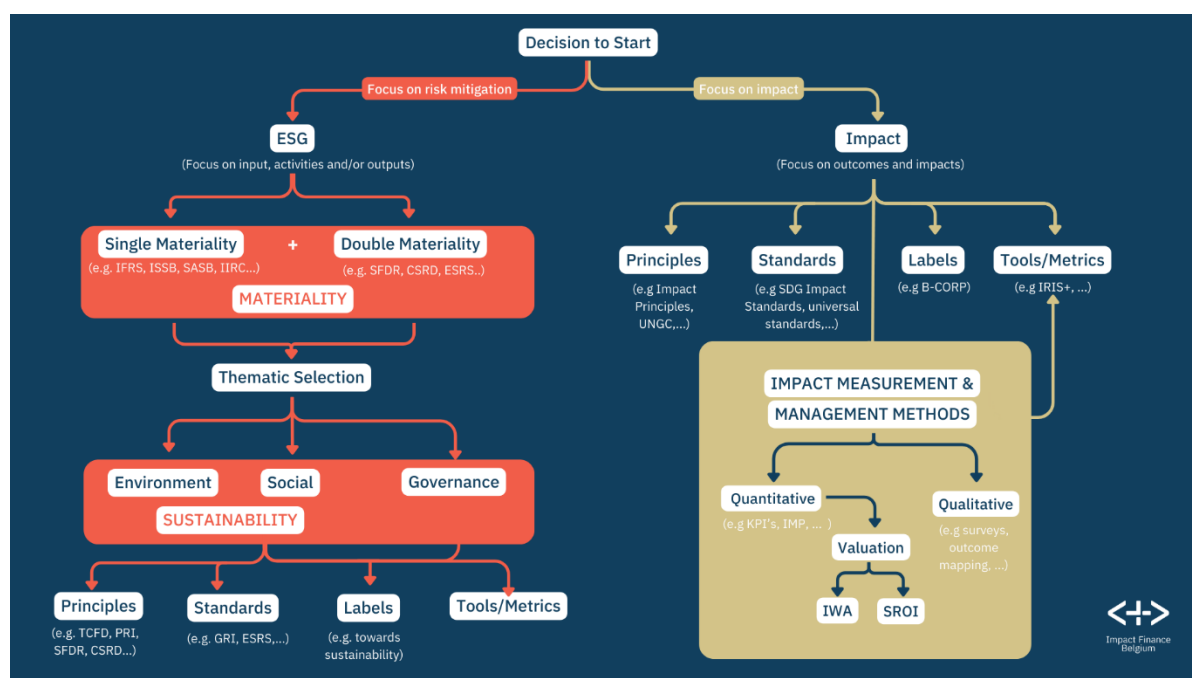 Decision to Start
Focus on risk mitigation
Focus on impact
ESG
(Focus on input, activities and/or outputs)
Impact
(Focus on outcomes and impacts)
Single Materiality
+
Double Materiality
(e.g. IFRS, ISSB, SASB, IIRC...)
(e.g. SFDR, CSRD, ESRS..)
MATERIALITY
Thematic Selection
Environment
Social
Governance
SUSTAINABILITY
Principles
(e.g. TCFD, PRI,
SFDR, CSRD...)
Standards
(e.g. GRI, ESRS,...)
Labels
(e.g. towards
sustainability)
Tools/Metrics
Principles
(e.g Impact
Principles,
UNGC,...)
Standards
(e.g SDG Impact
Standards, universal
standards,...)
Labels
(e.g B-CORP)
Tools/Metrics
(e.g IRIS+, ...)
IMPACT MEASUREMENT &
MANAGEMENT METHODS
Quantitative
(e.g KPI's, IMP, ... )
Qualitative
(e.g surveys,
outcome
mapping, ...)
Valuation
IWA
SROI
Impact Finance
Belgium